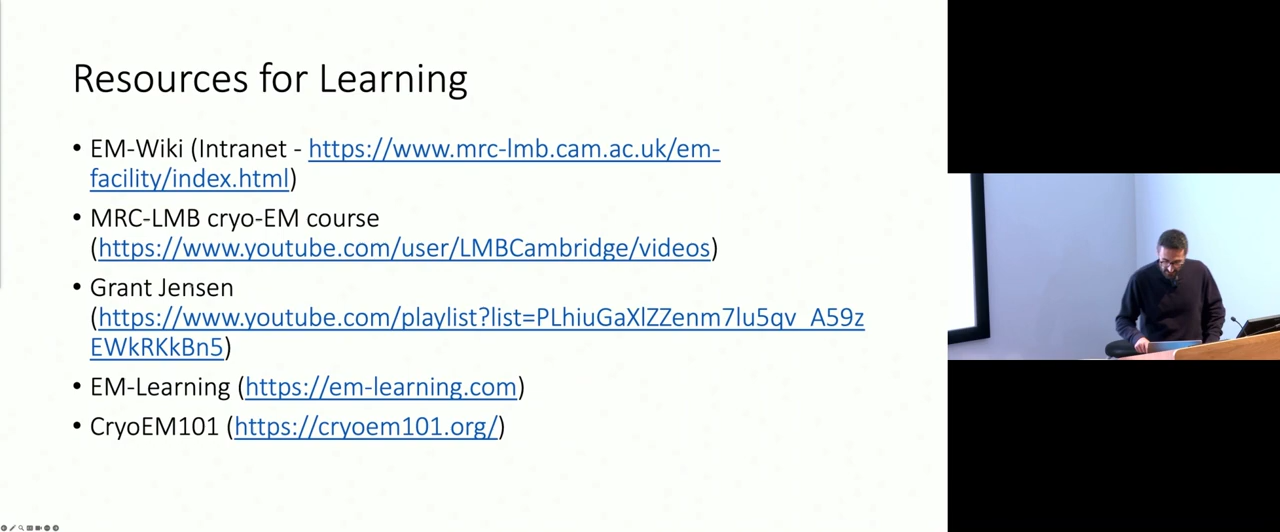 Resources for Learning
• EM-Wiki (Intranet - https://www.mrc-lmb.cam.ac.uk/em-
facility/index.html)
• MRC-LMB cryo-EM course
(https://www.youtube.com/user/LMBCambridge/videos)
• Grant Jensen
(https://www.youtube.com/playlist?list=PLhiuGaXlZZenm7lu5qv_A59z
EWkRKkBn5)
• EM-Learning (https://em-learning.com)
• CryoEM101 (https://cryoem101.org/)